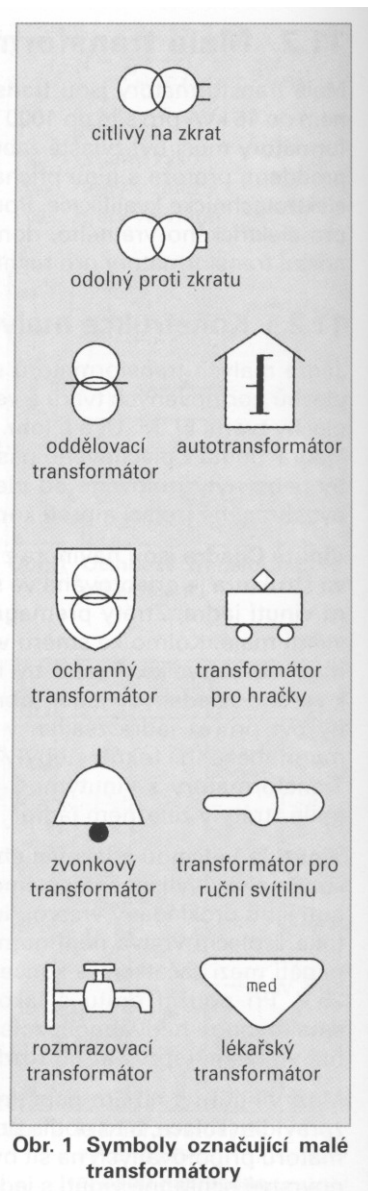 citlivý na zkrat
odolný proti zkratu
oddělovací
transformátor
autotransformátor
ochranný
transformátor
transformátor
pro hračky
zvonkový
transformátor
transformátor pro
ruční svítilnu
rozmrazovací
transformátor
med
lékařský
transformátor
Obr. 1 Symboly označující malé
transformátory